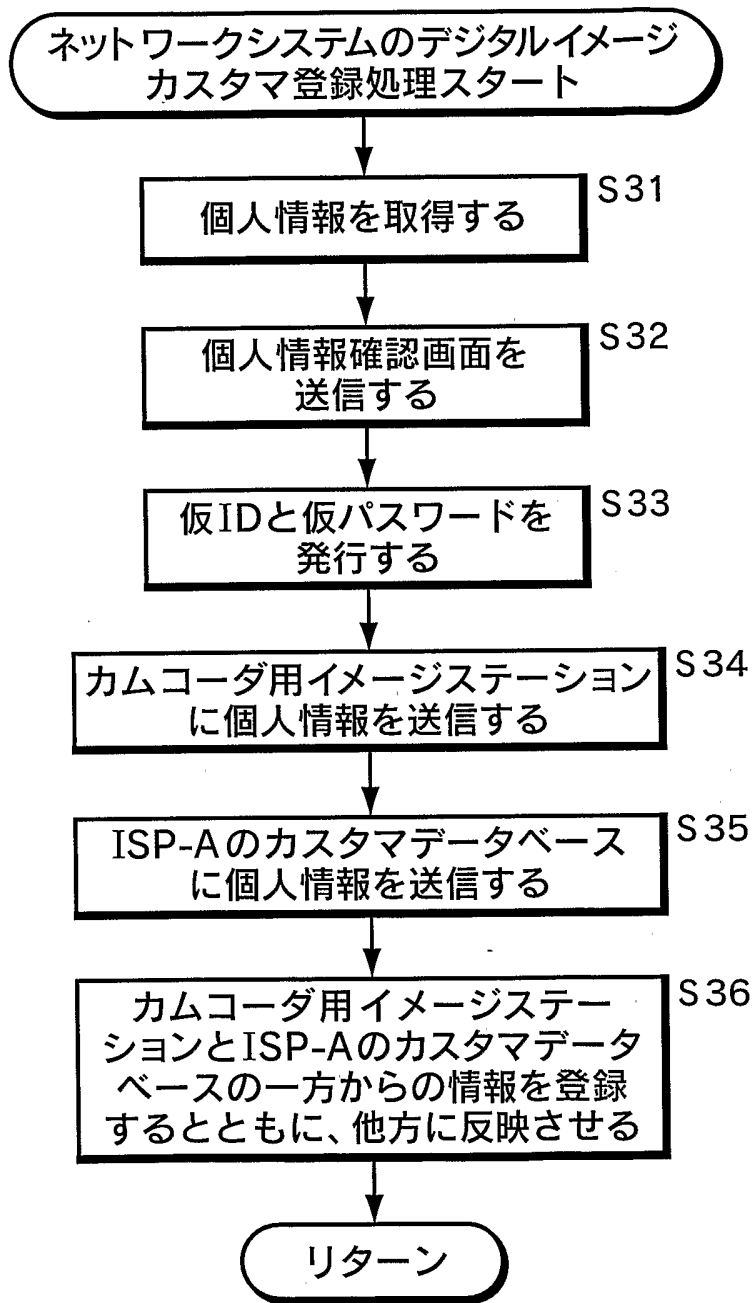 ネットワークシステムのデジタルイメージ
カスタマ登録処理スタート
S31
個人情報を取得する
S32
個人情報確認画面を
送信する
S33
仮IDと仮パスワードを
発行する
S34
カムコーダ用イメージステーション
に個人情報を送信する
S35
ISP-Aのカスタマデータベース
に個人情報を送信する
S36
カムコーダ用イメージステー
ションとISP-Aのカスタマデータ
ベースの一方からの情報を登録
するとともに、他方に反映させる
リターン